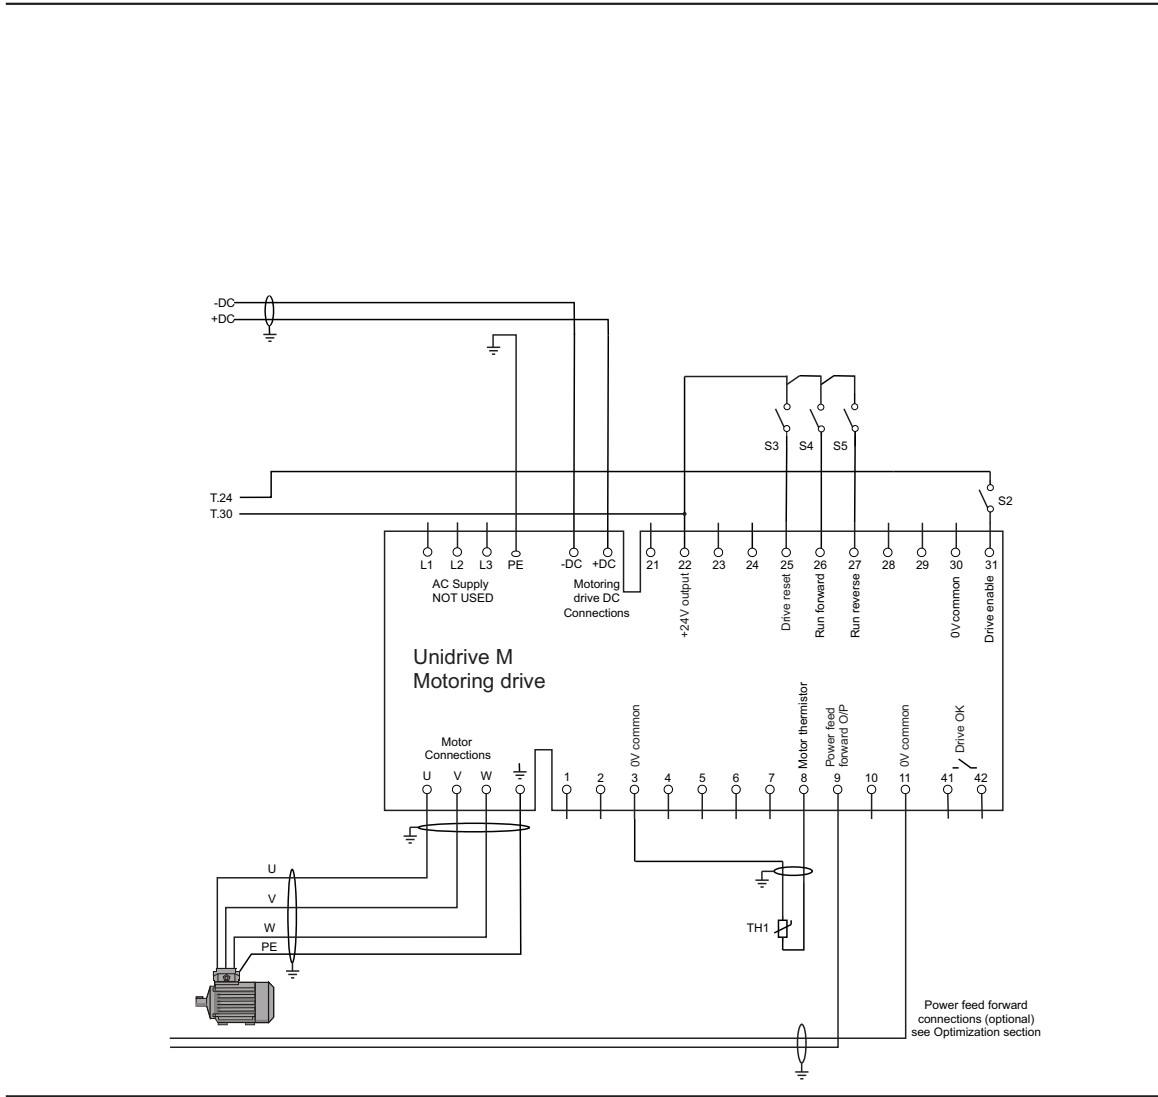 -DC
+DC
S3 S4 S5
T.24
T.30
S2
L1 L2 L3 PE -DC +DC 21 22 23 24 25 26 27 28 29 30 31
AC Supply
NOT USED
Motoring
drive DC
Connections
+24V output
Drive reset
Run forward
Run reverse
0V common
Drive enable
Unidrive M
Motoring drive
Motor
Connections
U V W
0V common
Motor thermistor
Power feed
forward O/P
0V common
Drive OK
1 2 3 4 5 6 7 8 9 10 11 41 42
U
V
W
PE
TH1
Power feed forward
connections (optional)
see Optimization section